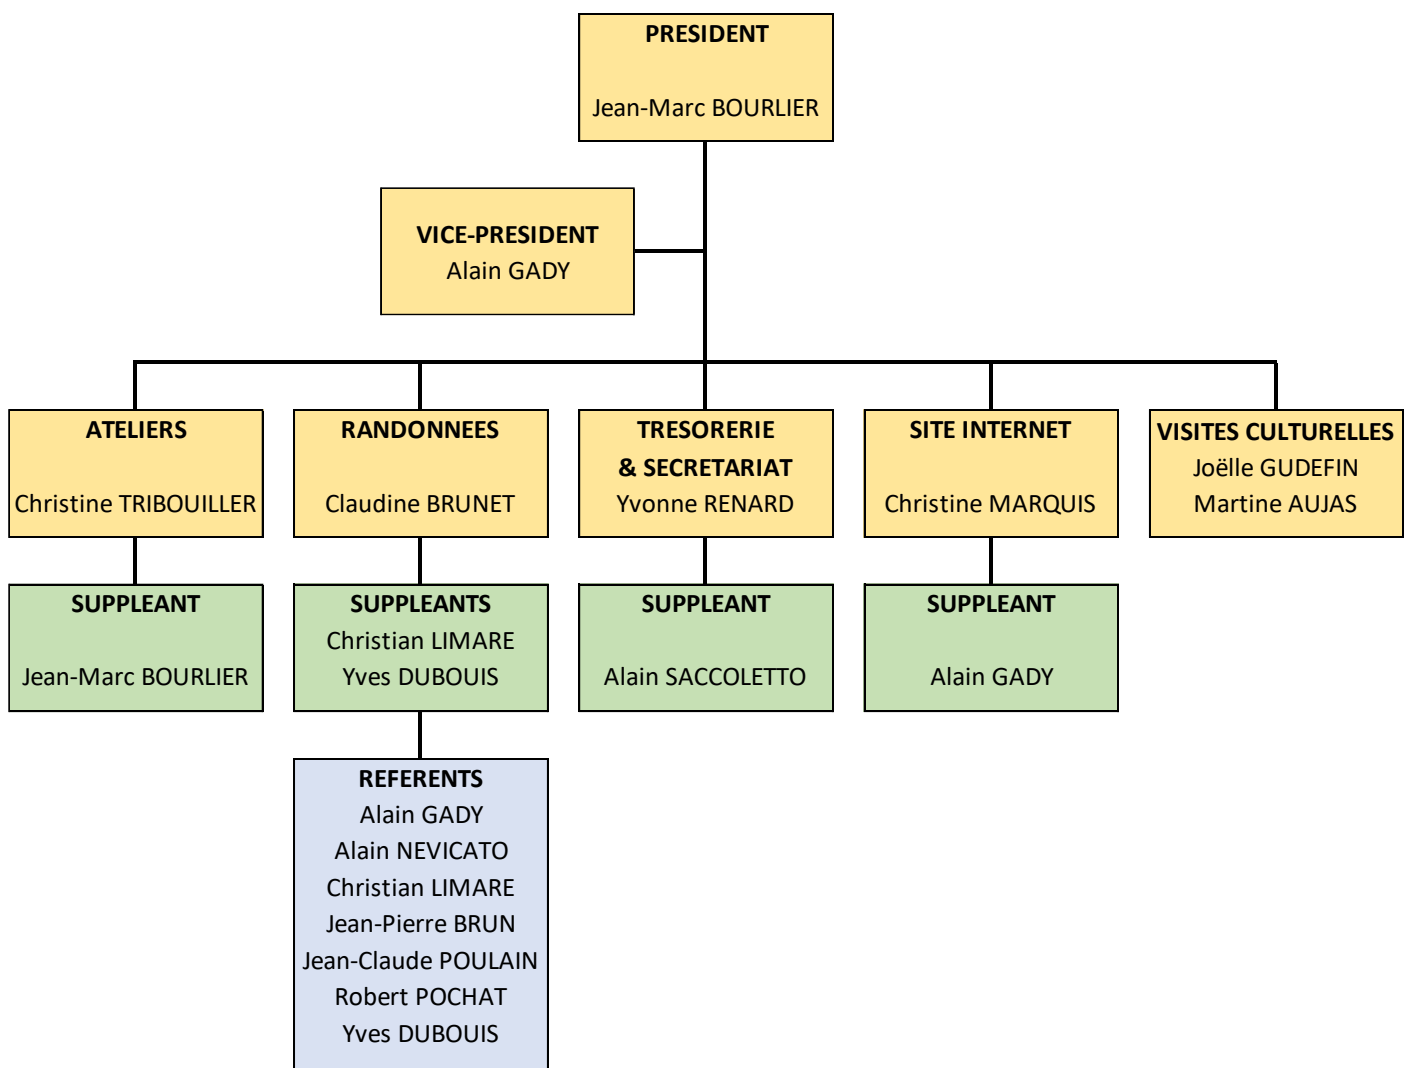 PRESIDENT
Jean-Marc BOURLIER
VICE-PRESIDENT
Alain GADY
ATELIERS
Christine TRIBOUILLER
RANDONNEES
Claudine BRUNET
TRESORERIE
& SECRETARIAT
Yvonne RENARD
SITE INTERNET
Christine MARQUIS
VISITES CULTURELLES
Joëlle GUDEFIN
Martine AUJAS
SUPPLEANT
Jean-Marc BOURLIER
SUPPLEANTS
Christian LIMARE
Yves DUBOUIS
SUPPLEANT
Alain SACCOLETTO
SUPPLEANT
Alain GADY
REFERENTS
Alain GADY
Alain NEVICATO
Christian LIMARE
Jean-Pierre BRUN
Jean-Claude POULAIN
Robert POCHAT
Yves DUBOUIS